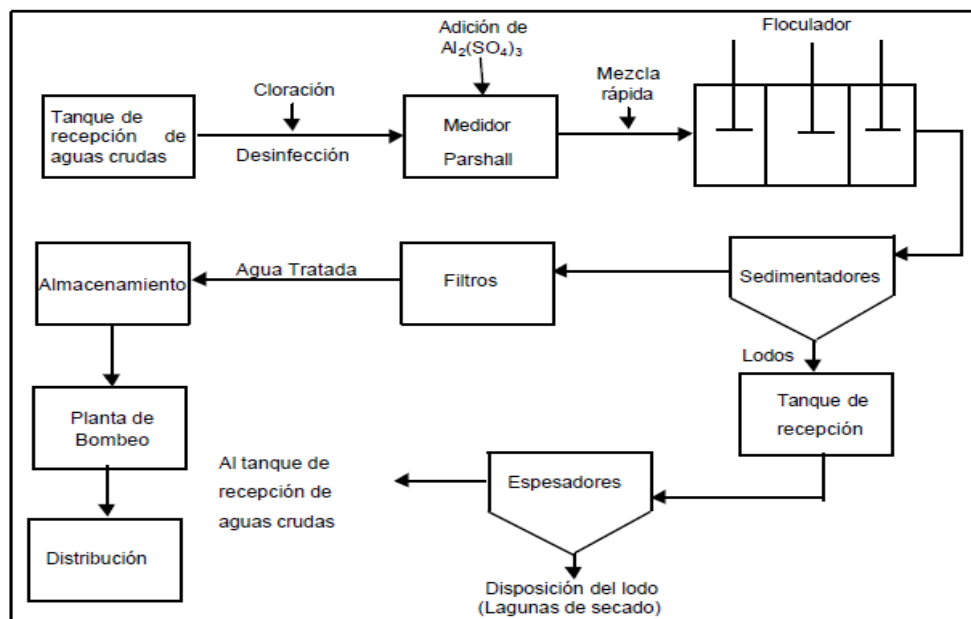 Adición de
Al₂(SO₄)₃
Floculador
Mezcla
rápida
Cloración
Tanque de
recepción de
aguas crudas
Desinfección
Medidor
Parshall
Almacenamiento
Agua Tratada
Filtros
Sedimentadores
Lodos
Tanque de
recepción
Planta de
Bombeo
Al tanque de
recepción de
aguas crudas
Espesadores
Distribución
Disposición del lodo
(Lagunas de secado)